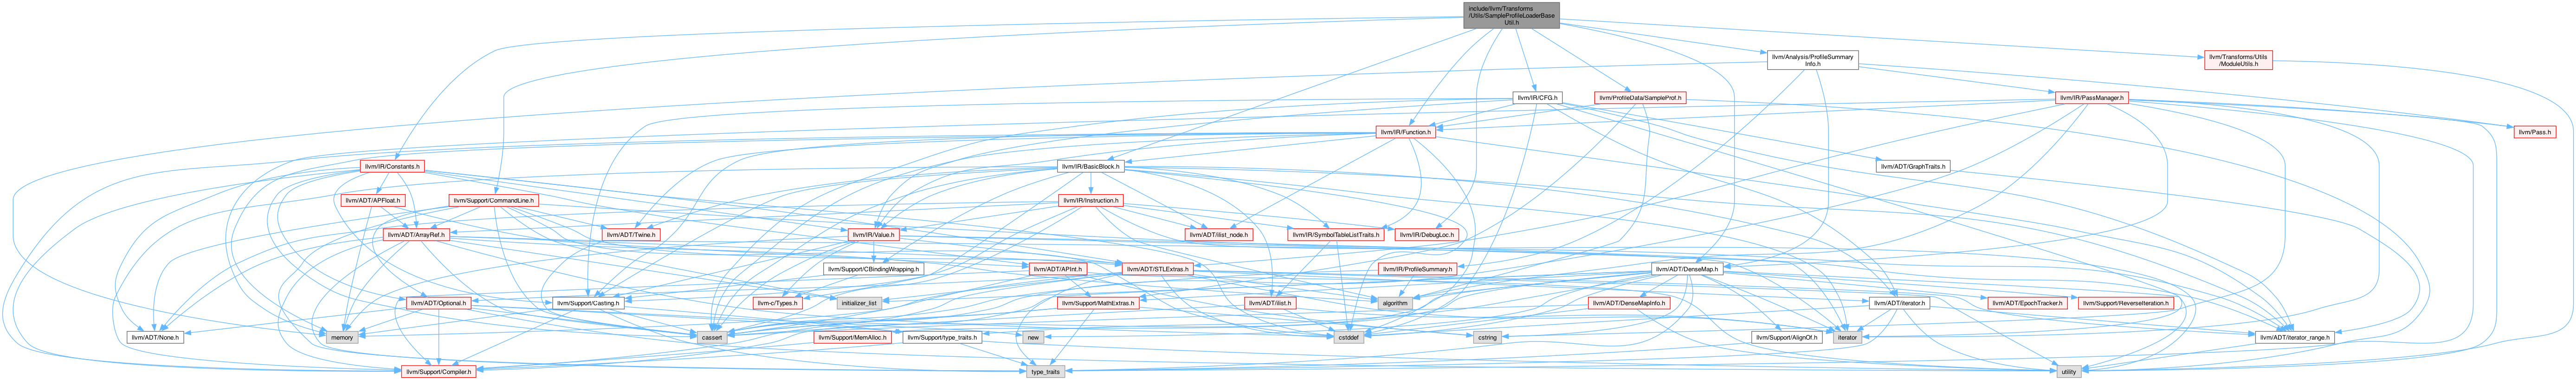 include/llvm/Transforms
/Utils/SampleProfileLoaderBase
Util.h
llvm/Analysis/ProfileSummary
Info.h
llvm/Transforms/Utils
/ModuleUtils.h
llvm/IR/CFG.h
llvm/ProfileData/SampleProf.h
llvm/IR/PassManager.h
llvm/IR/Function.h
llvm/Pass.h
llvm/IR/Constants.h
llvm/IR/BasicBlock.h
llvm/ADT/GraphTraits.h
llvm/ADT/APFloat.h
llvm/Support/CommandLine.h
llvm/IR/Instruction.h
llvm/ADT/ArrayRef.h
llvm/ADT/Twine.h
llvm/IR/Value.h
llvm/ADT/ilist_node.h
llvm/IR/SymbolTableListTraits.h
llvm/IR/DebugLoc.h
llvm/Support/CBindingWrapping.h
llvm/ADT/APInt.h
llvm/ADT/STLExtras.h
llvm/IR/ProfileSummary.h
llvm/ADT/DenseMap.h
llvm/ADT/Optional.h
llvm/Support/Casting.h
llvm-c/Types.h
initializer_list
llvm/Support/MathExtras.h
llvm/ADT/ilist.h
algorithm
llvm/ADT/DenseMapInfo.h
llvm/ADT/iterator.h
llvm/ADT/EpochTracker.h
llvm/Support/ReverseIteration.h
llvm/ADT/None.h
memory
llvm/Support/MemAlloc.h
cassert
new
llvm/Support/type_traits.h
cstddef
cstring
llvm/Support/AlignOf.h
iterator
llvm/ADT/iterator_range.h
llvm/Support/Compiler.h
type_traits
utility